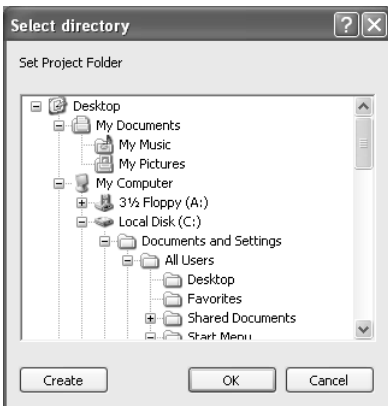 Select directory
Set Project Folder
Desktop
My Documents
My Music
My Pictures
My Computer
3½ Floppy (A:)
Local Disk (C:)
Documents and Settings
All Users
Desktop
Favorites
Shared Documents
Start Menu
Create OK Cancel